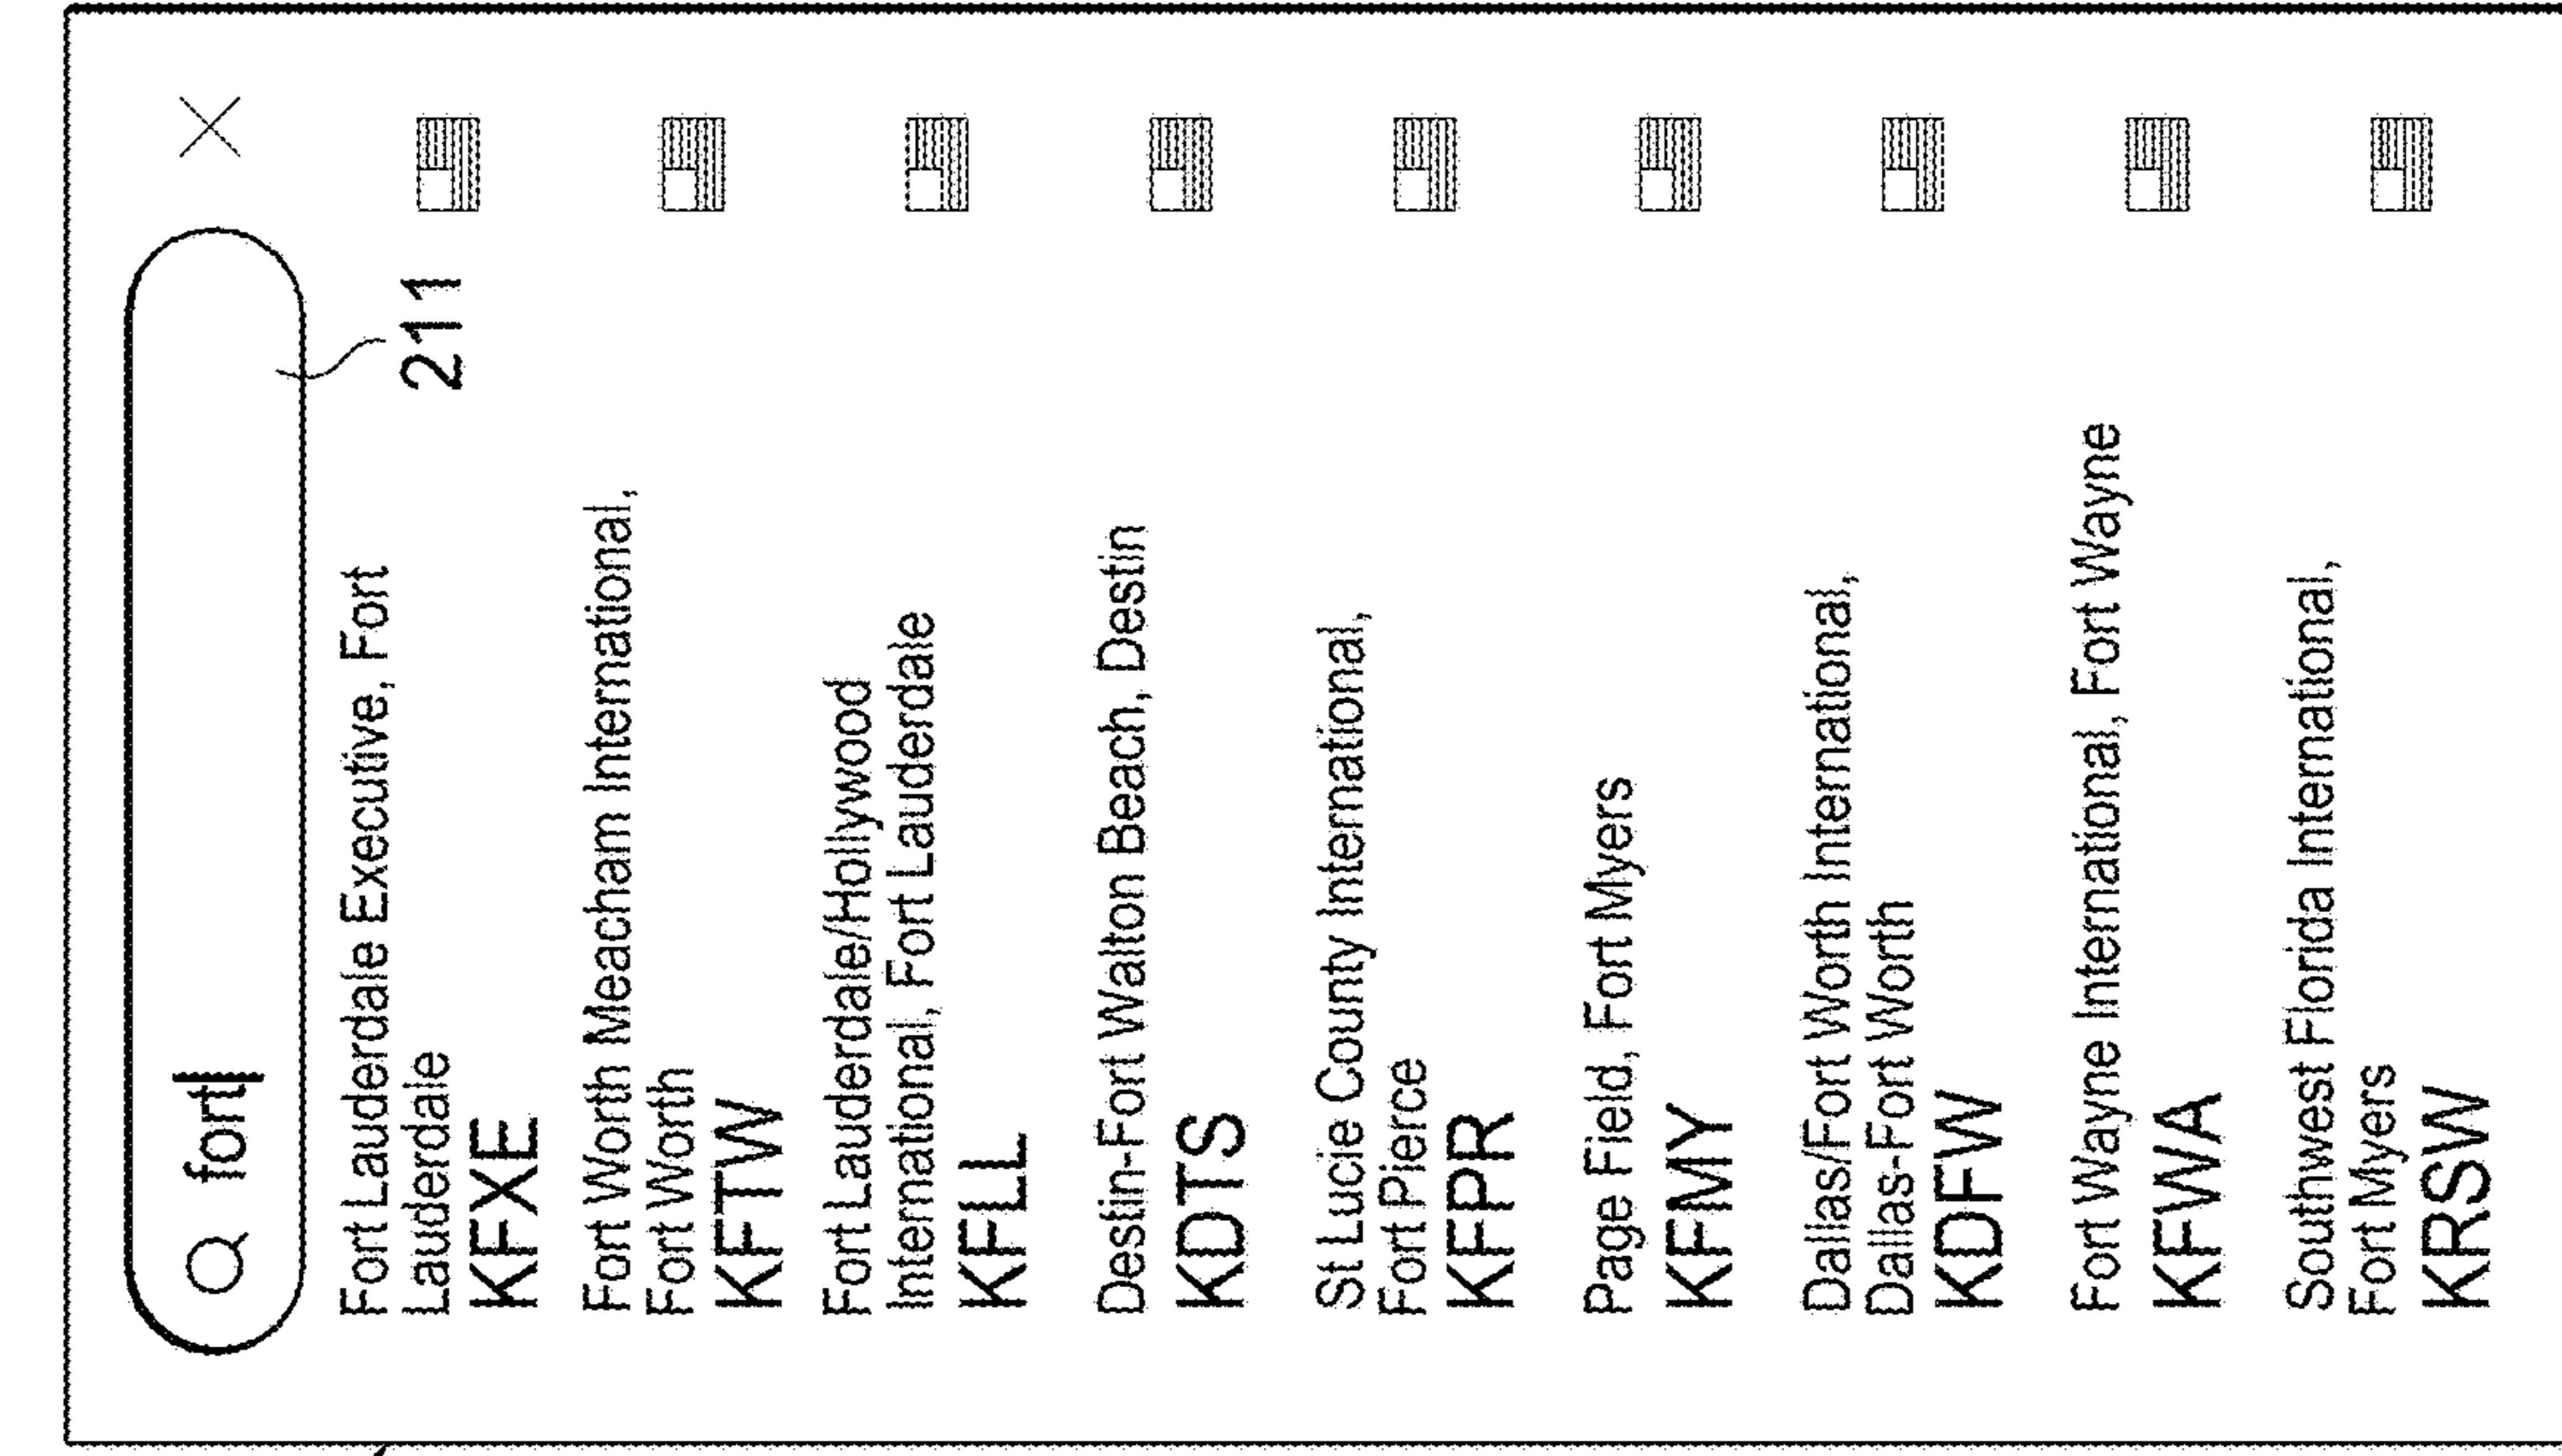 fort
211
Fort Lauderdale Executive, Fort
Lauderdale
KFXE
Fort Worth Meacham International,
Fort Worth
KFTW
Fort Lauderdale/Hollywood
International, Fort Lauderdale
KFLL
Destin-Fort Walton Beach, Destin
KDTS
St Lucie County International,
Fort Pierce
KFPR
Page Field, Fort Myers
KFMY
Dallas/Fort Worth International,
Dallas-Fort Worth
KDFW
Fort Wayne International, Fort Wayne
KFWA
Southwest Florida International,
Fort Myers
KRSW